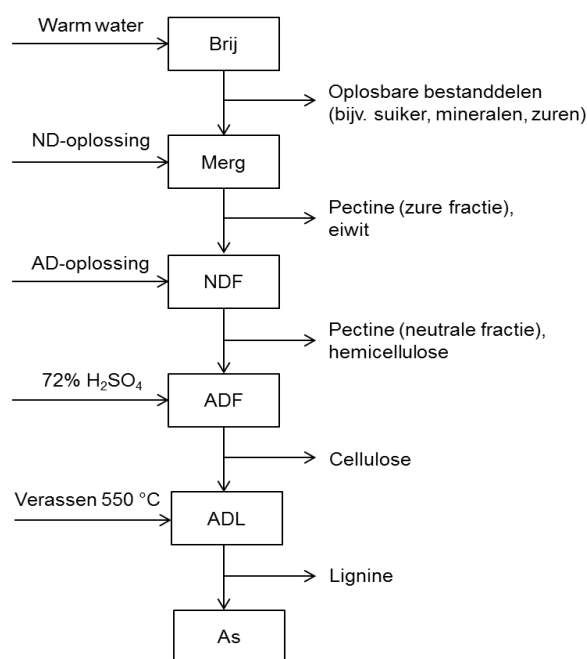 Warm water
Brij
Oplosbare bestanddelen
(bijv. suiker, mineralen, zuren)
ND-oplossing
Merg
Pectine (zure fractie),
eiwit
AD-oplossing
NDF
Pectine (neutrale fractie),
hemicellulose
72% H₂SO₄
ADF
Cellulose
Verassen 550 °C
ADL
Lignine
As